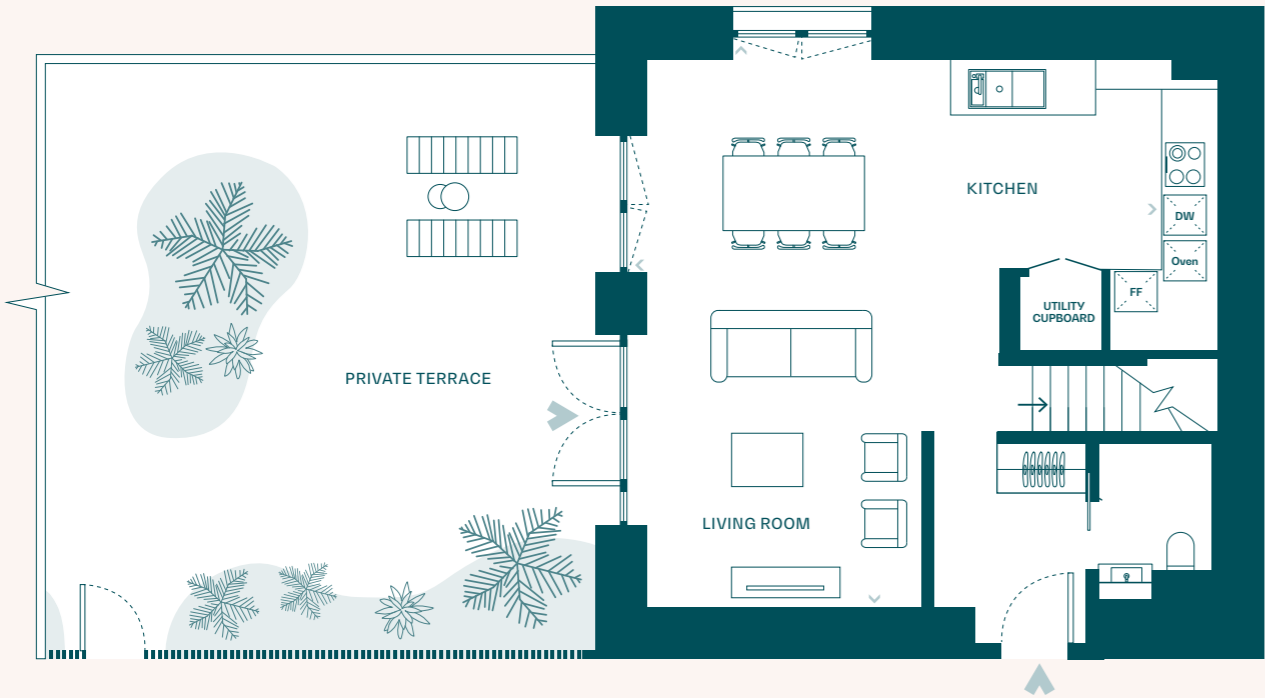 KITCHEN
DW
Oven
FF
UTILITY
CUPBOARD
PRIVATE TERRACE
LIVING ROOM